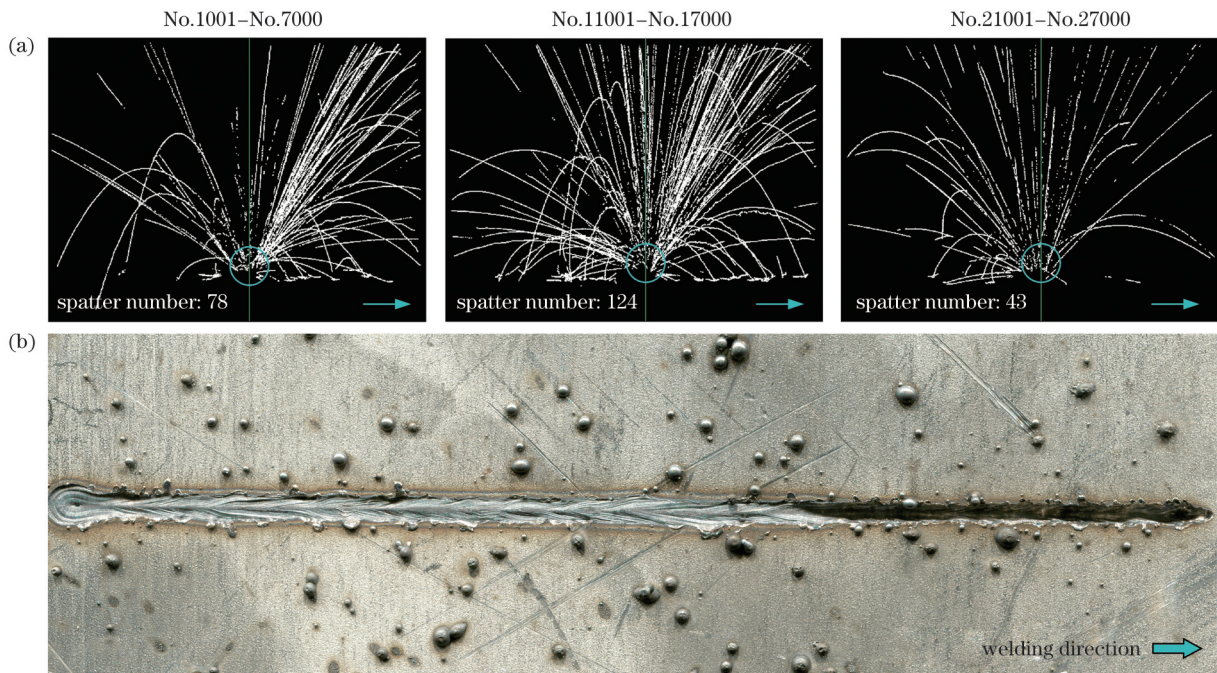 No.1001–No.7000
No.11001–No.17000
No.21001–No.27000
(a)
spatter number: 78
spatter number: 124
spatter number: 43
(b)
welding direction